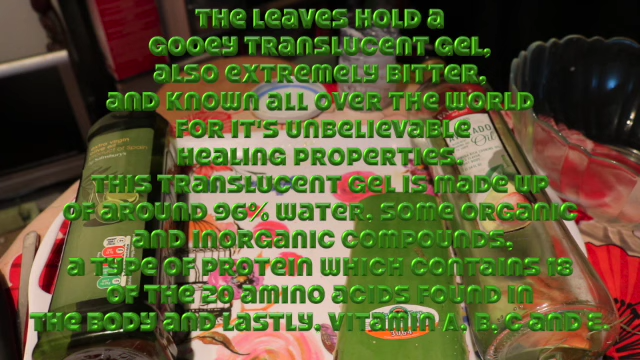 THE LEAVES HOLD A
GOOEY TRANSLUCENT GEL,
ALSO EXTREMELY BITTER,
AND KNOWN ALL OVER THE WORLD
FOR IT'S UNBELIEVABLE
HEALING PROPERTIES.
THIS TRANSLUCENT GEL IS MADE UP
OF AROUND 96% WATER, SOME ORGANIC
AND INORGANIC COMPOUNDS,
A TYPE OF PROTEIN WHICH CONTAINS 18
OF THE 20 AMINO ACIDS FOUND IN
THE BODY AND LASTLY, VITAMIN A, B, C AND E.